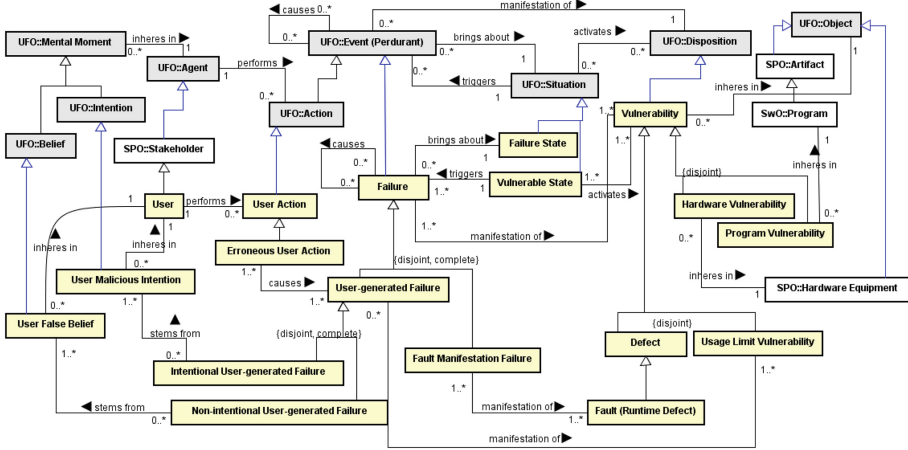 ◀ causes 0..*
manifestation of ▶
UFO::Mental Moment
inheres in ▶
0..*
1
UFO::Agent
performs ▶
1
0..*
0..*
UFO::Event (Perdurant)
0..*
brings about ▶
1
◀ triggers
0..*
1
UFO::Situation
activates ▶
0..*
0..*
0..*
1
UFO::Disposition
UFO::Object
1
SPO::Artifact
inheres in ▶
0..*
UFO::Intention
UFO::Action
Vulnerability
1..*
1..*
SwO::Program
1
UFO::Belief
SPO::Stakeholder
◀ causes
0..*
0..*
Failure
brings about ▶
0..*
1
Failure State
◀ triggers
1..*
1
Vulnerable State
1..*
activates ▶
inheres in ▶
0..*
{disjoint}
Hardware Vulnerability
Program Vulnerability
1
User
performs ▶
1
0..*
User Action
1
inheres in ▶
inheres in ▶
0..*
Erroneous User Action
1..*
manifestation of ▶
0..*
inheres in ▶
1
SPO::Hardware Equipment
User Malicious Intention
1..*
0..*
causes ▶
1..*
{disjoint, complete}
User-generated Failure
0..*
User False Belief
1..*
stems from ▶
0..*
{disjoint, complete}
{disjoint}
Defect
Usage Limit Vulnerability
1..*
Fault Manifestation Failure
1..*
Intentional User-generated Failure
◀ stems from
0..*
Non-intentional User-generated Failure
manifestation of ▶
1..*
Fault (Runtime Defect)
manifestation of ▶